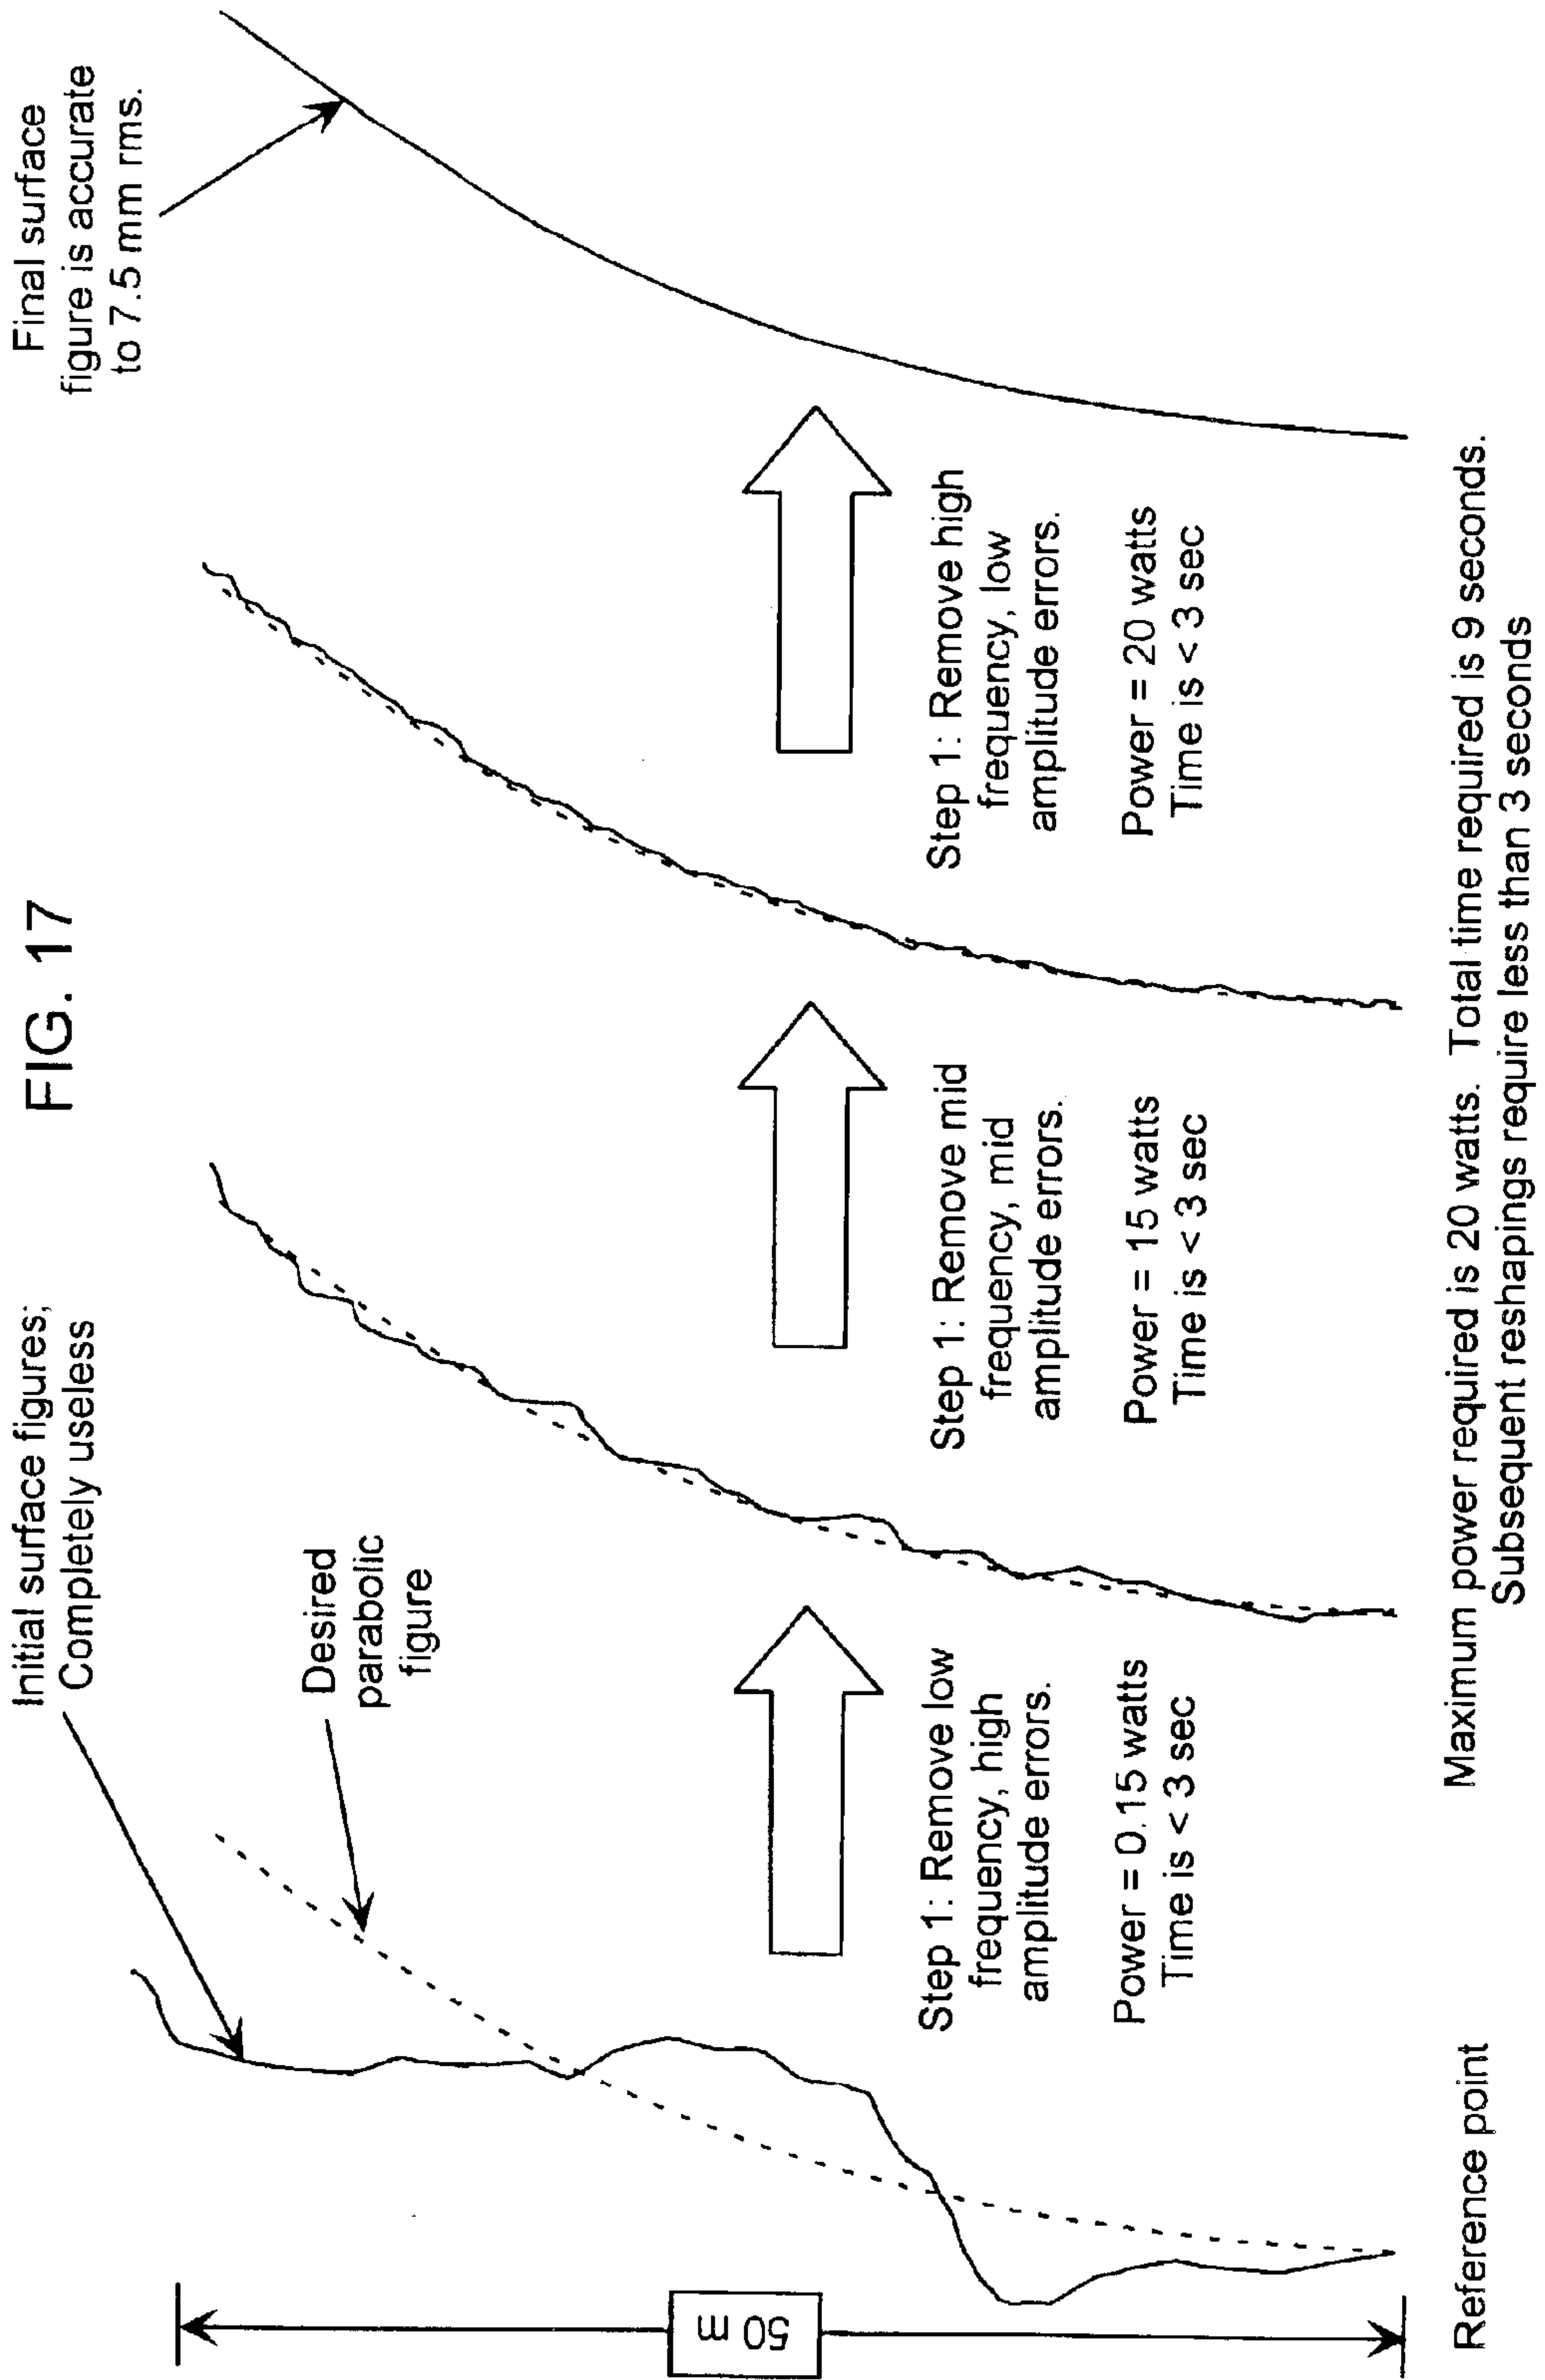 FIG. 17
Initial surface figures;
Completely useless
Desired
parabolic
figure
Final surface
figure is accurate
to 7.5 mm rms.
50 m
Step 1: Remove low
frequency, high
amplitude errors.
Power = 0.15 watts
Time is < 3 sec
Step 1: Remove mid
frequency, mid
amplitude errors.
Power = 15 watts
Time is < 3 sec
Step 1: Remove high
frequency, low
amplitude errors.
Power = 20 watts
Time is < 3 sec
Reference point
Maximum power required is 20 watts. Total time required is 9 seconds.
Subsequent reshapings require less than 3 seconds